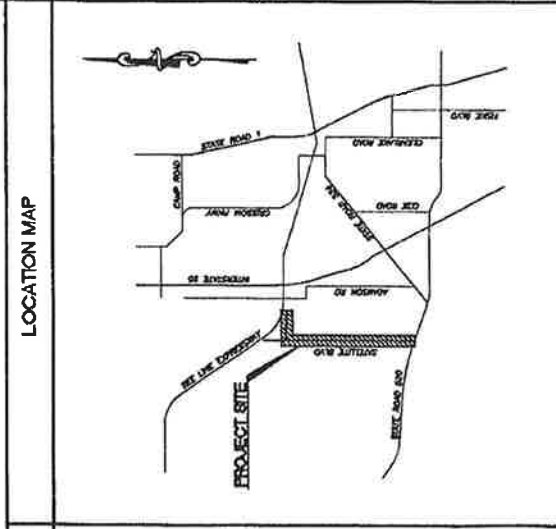 LOCATION MAP
STATE ROAD 1
CAMP ROAD
GRISSOM PKWY
CLEARLAKE ROAD
FISKE BLVD
COX ROAD
STATE ROAD 524
INTERSTATE 95
ADAMSON RD
BEE LINE EXPRESSWAY
SATELLITE BLVD
PROJECT SITE
STATE ROAD 520